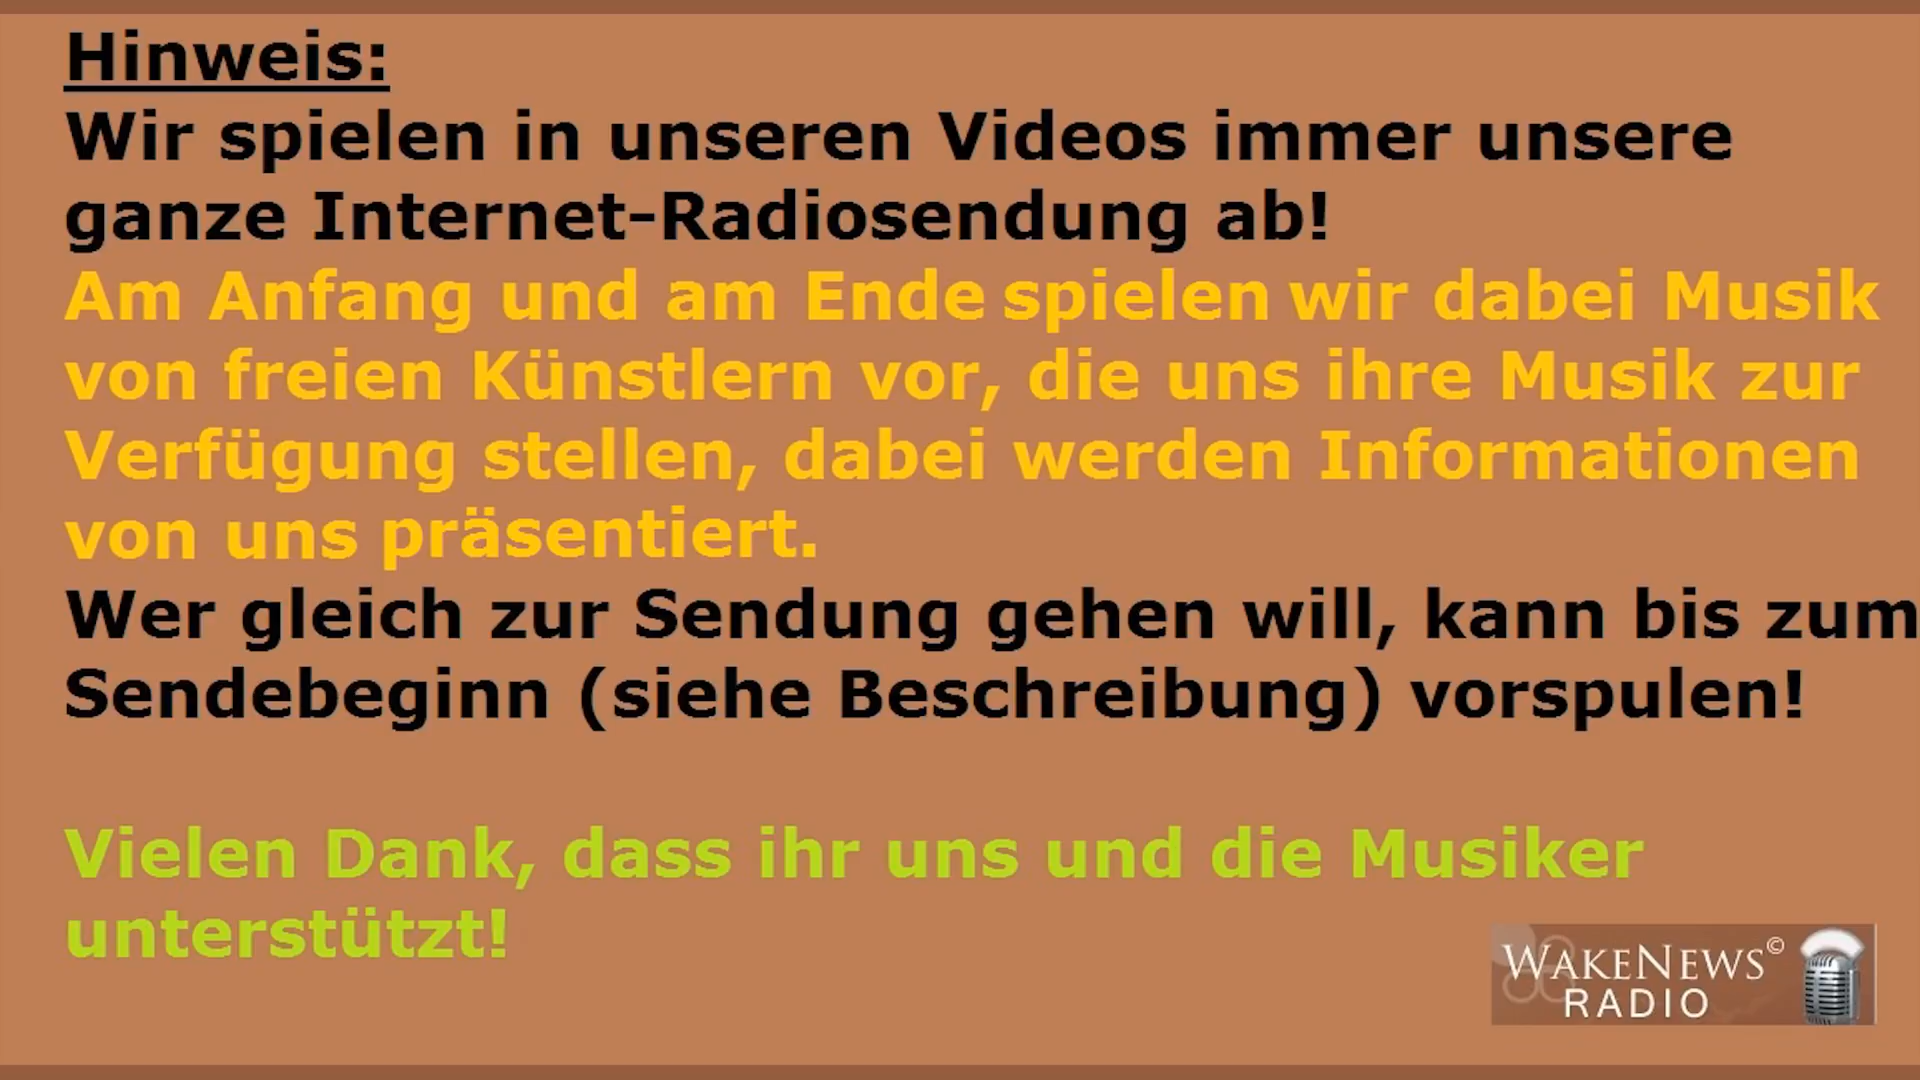 Hinweis:
Wir spielen in unseren Videos immer unsere
ganze Internet-Radiosendung ab!
Am Anfang und am Ende spielen wir dabei Musik
von freien Künstlern vor, die uns ihre Musik zur
Verfügung stellen, dabei werden Informationen
von uns präsentiert.
Wer gleich zur Sendung gehen will, kann bis zum
Sendebeginn (siehe Beschreibung) vorspulen!
Vielen Dank, dass ihr uns und die Musiker
unterstützt!
WAKENEWS©
RADIO